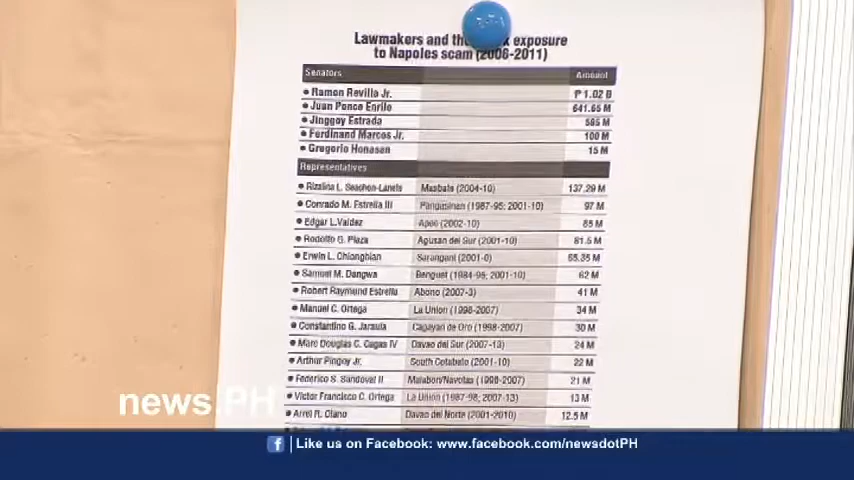 Lawmakers and the exposure
to Napoles scam (2006-2011)
Senators Amount
• Ramon Revilla Jr. ₱ 1.02 B
• Juan Ponce Enrile 641.65 M
• Jinggoy Estrada 585 M
• Ferdinand Marcos Jr. 100 M
• Gregorio Honasan 15 M
Representatives
• Rizalina L. Seachon-Lanete Masbate (2004-10) 137.29 M
• Conrado M. Estrella III Pangasinan (1987-95; 2001-10) 97 M
• Edgar L. Valdez Apec (2002-10) 85 M
• Rodolfo G. Plaza Agusan del Sur (2001-10) 81.5 M
• Erwin L. Chiongbian Sarangani (2001-0) 65.35 M
• Samuel M. Dangwa Benguet (1984-95; 2001-10) 62 M
• Robert Raymund Estrella Abono (2007-3) 41 M
• Manuel C. Ortega La Union (1998-2007) 34 M
• Constantino G. Jaraula Cagayan de Oro (1998-2007) 30 M
• Marc Douglas C. Cagas IV Davao del Sur (2007-13) 24 M
• Arthur Pingoy Jr. South Cotabato (2001-10) 22 M
• Federico S. Sandoval II Malabon/Navotas (1998-2007) 21 M
• Victor Francisco C. Ortega La Union (1987-98; 2007-13) 13 M
• Arrel R. Olano Davao del Norte (2001-2010) 12.5 M
news.PH
Like us on Facebook: www.facebook.com/newsdotPH